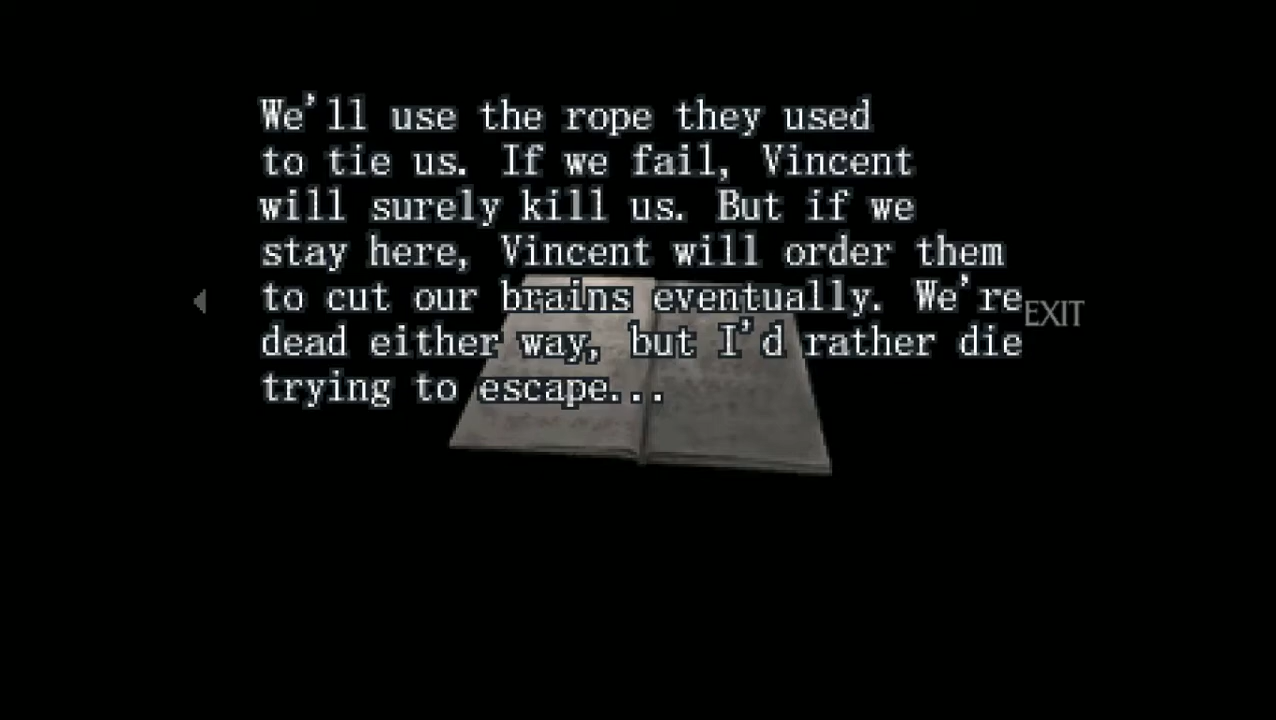 We'll use the rope they used
to tie us. If we fail, Vincent
will surely kill us. But if we
stay here, Vincent will order them
to cut our brains eventually. We're
EXIT
dead either way, but I'd rather die
trying to escape...